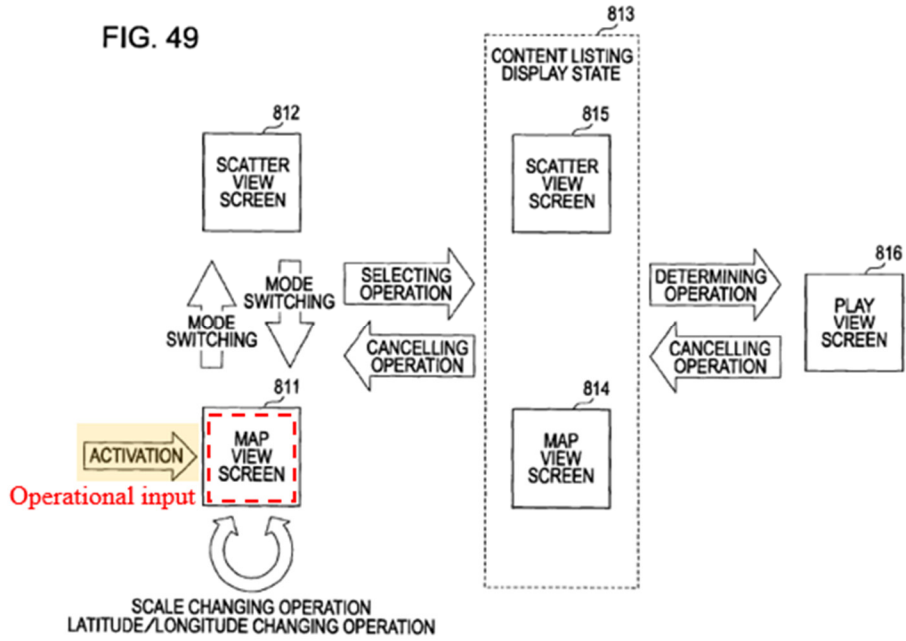 FIG. 49
813
CONTENT LISTING
DISPLAY STATE
812
SCATTER
VIEW
SCREEN
815
SCATTER
VIEW
SCREEN
MODE
SWITCHING
MODE
SWITCHING
SELECTING
OPERATION
CANCELLING
OPERATION
DETERMINING
OPERATION
CANCELLING
OPERATION
816
PLAY
VIEW
SCREEN
811
MAP
VIEW
SCREEN
814
MAP
VIEW
SCREEN
ACTIVATION
Operational input
SCALE CHANGING OPERATION
LATITUDE/LONGITUDE CHANGING OPERATION